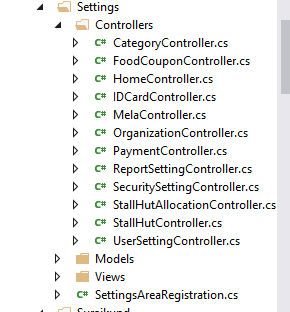 Settings
Controllers
C# CategoryController.cs
C# FoodCouponController.cs
C# HomeController.cs
C# IDCardController.cs
C# MelaController.cs
C# OrganizationController.cs
C# PaymentController.cs
C# ReportSettingController.cs
C# SecuritySettingController.cs
C# StallHutAllocationController.cs
C# StallHutController.cs
C# UserSettingController.cs
Models
Views
C# SettingsAreaRegistration.cs